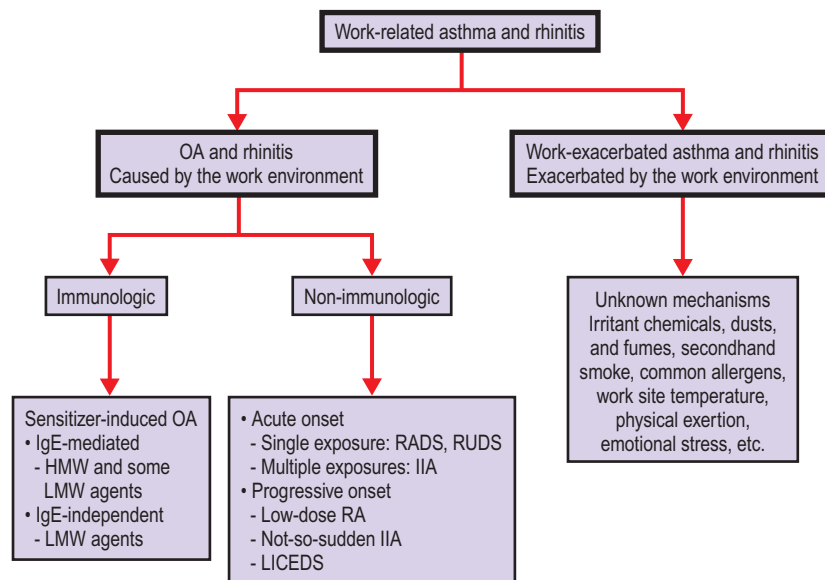 Work-related asthma and rhinitis
OA and rhinitis
Caused by the work environment
Work-exacerbated asthma and rhinitis
Exacerbated by the work environment
Immunologic
Non-immunologic
Unknown mechanisms
Irritant chemicals, dusts,
and fumes, secondhand
smoke, common allergens,
work site temperature,
physical exertion,
emotional stress, etc.
Sensitizer-induced OA
• IgE-mediated
- HMW and some
LMW agents
• IgE-independent
- LMW agents
• Acute onset
- Single exposure: RADS, RUDS
- Multiple exposures: IIA
• Progressive onset
- Low-dose RA
- Not-so-sudden IIA
- LICEDS